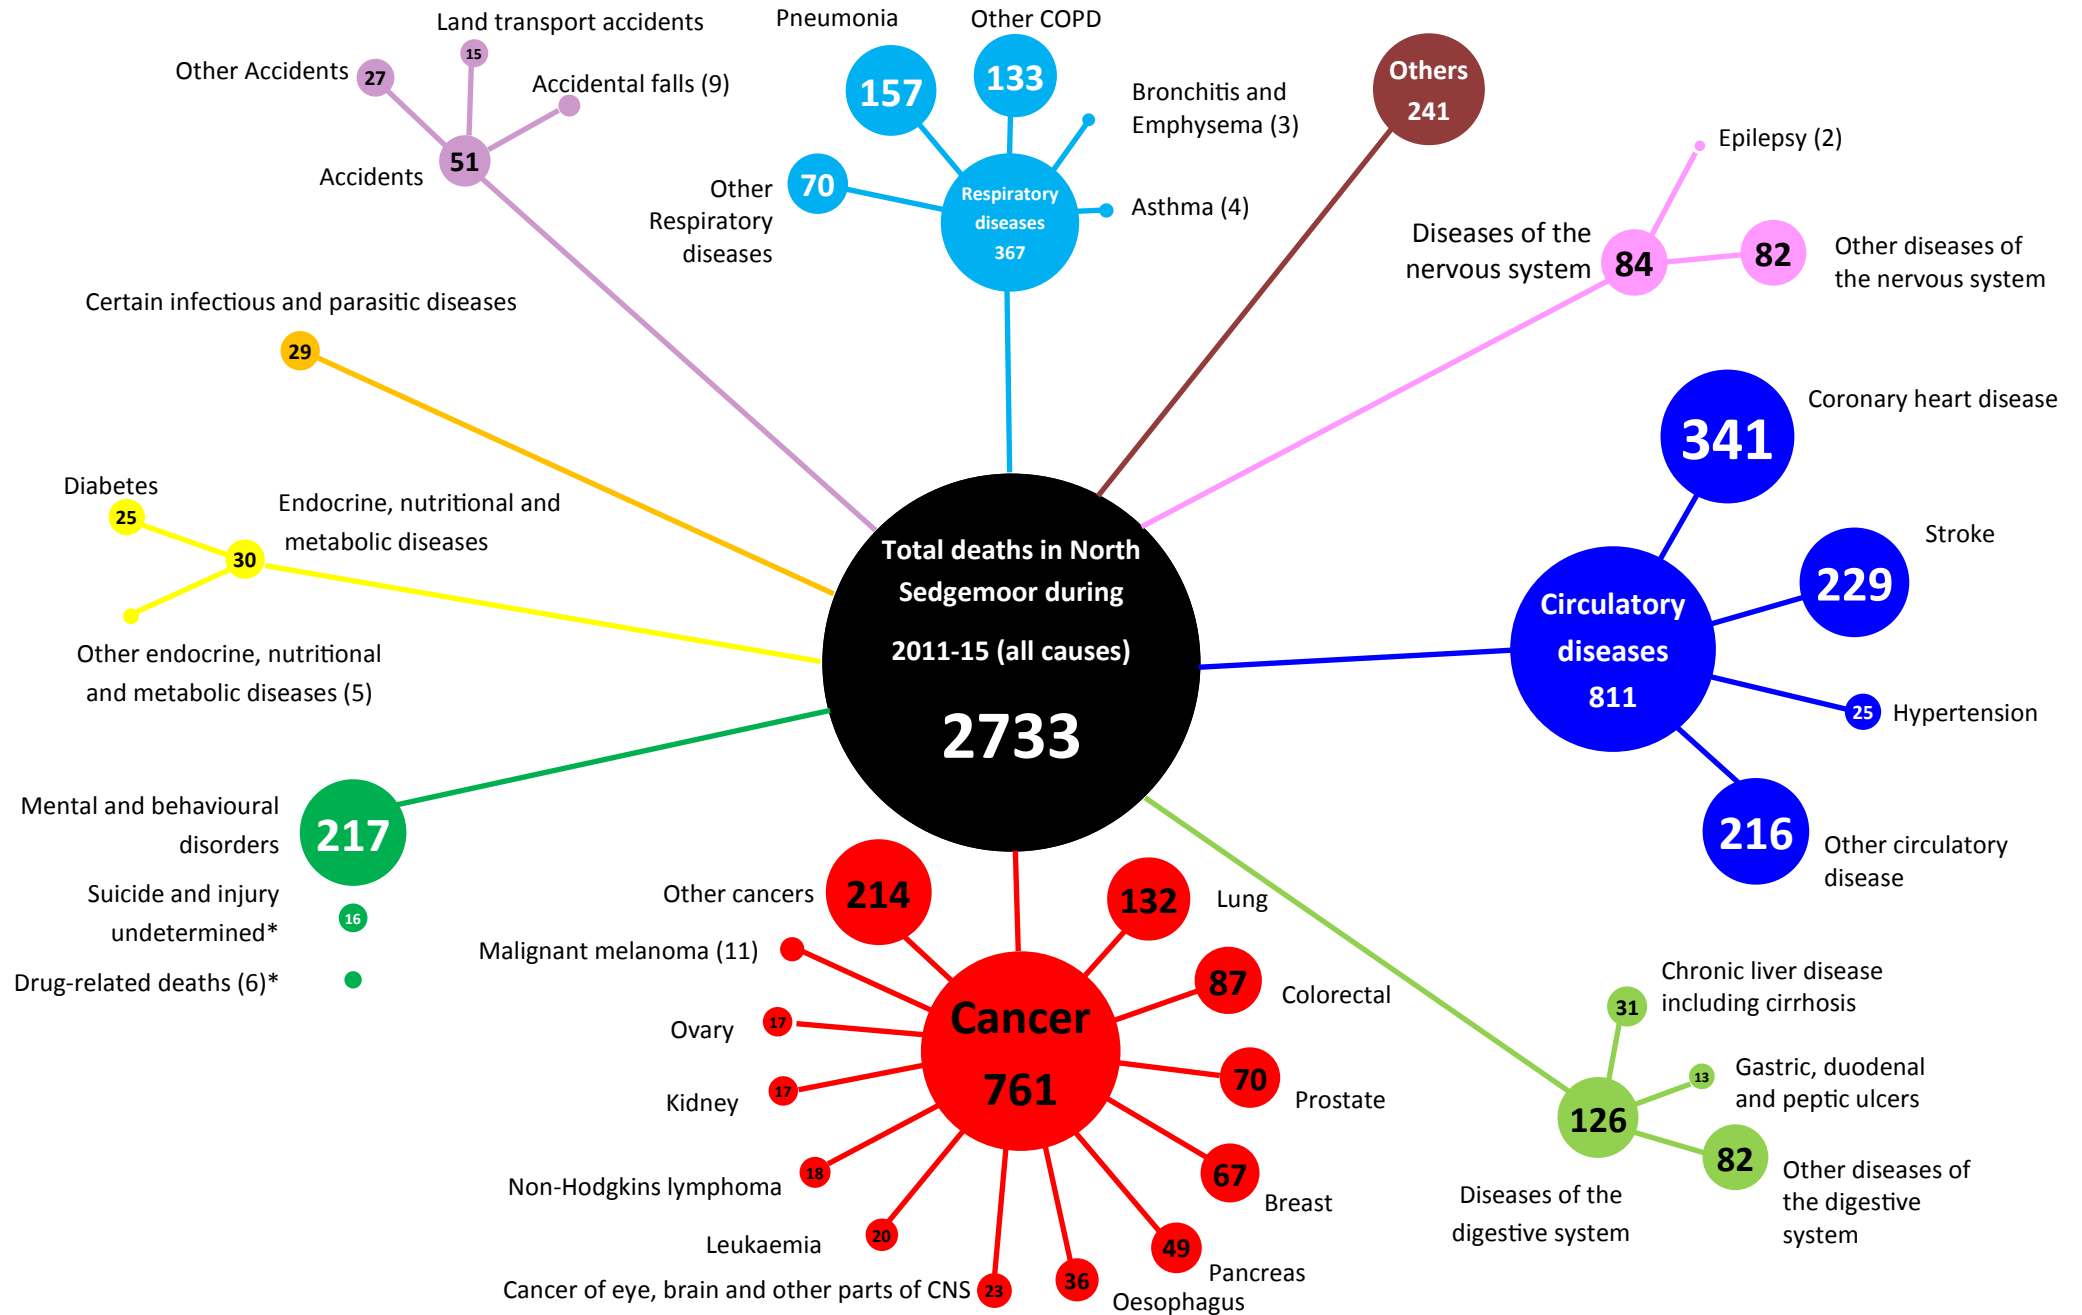 Land transport accidents
15
Other Accidents
27
Accidental falls (9)
Accidents
51
Pneumonia
157
Other COPD
133
Bronchitis and
Emphysema (3)
Asthma (4)
Other
Respiratory
diseases
70
Respiratory
diseases
367
Others
241
Epilepsy (2)
Diseases of the
nervous system
84
82
Other diseases of
the nervous system
Certain infectious and parasitic diseases
29
Diabetes
25
Endocrine, nutritional and
metabolic diseases
30
Other endocrine, nutritional
and metabolic diseases (5)
Total deaths in North
Sedgemoor during
2011-15 (all causes)
2733
Coronary heart disease
341
Stroke
229
Circulatory
diseases
811
25
Hypertension
216
Other circulatory
disease
Mental and behavioural
disorders
217
Suicide and injury
undetermined*
16
Drug-related deaths (6)*
Other cancers
214
Malignant melanoma (11)
Ovary
17
Kidney
17
Non-Hodgkins lymphoma
18
Leukaemia
20
Cancer of eye, brain and other parts of CNS
23
Cancer
761
132
Lung
87
Colorectal
70
Prostate
67
Breast
49
Pancreas
36
Oesophagus
Chronic liver disease
including cirrhosis
31
13
Gastric, duodenal
and peptic ulcers
126
82
Other diseases of
the digestive
system
Diseases of the
digestive system